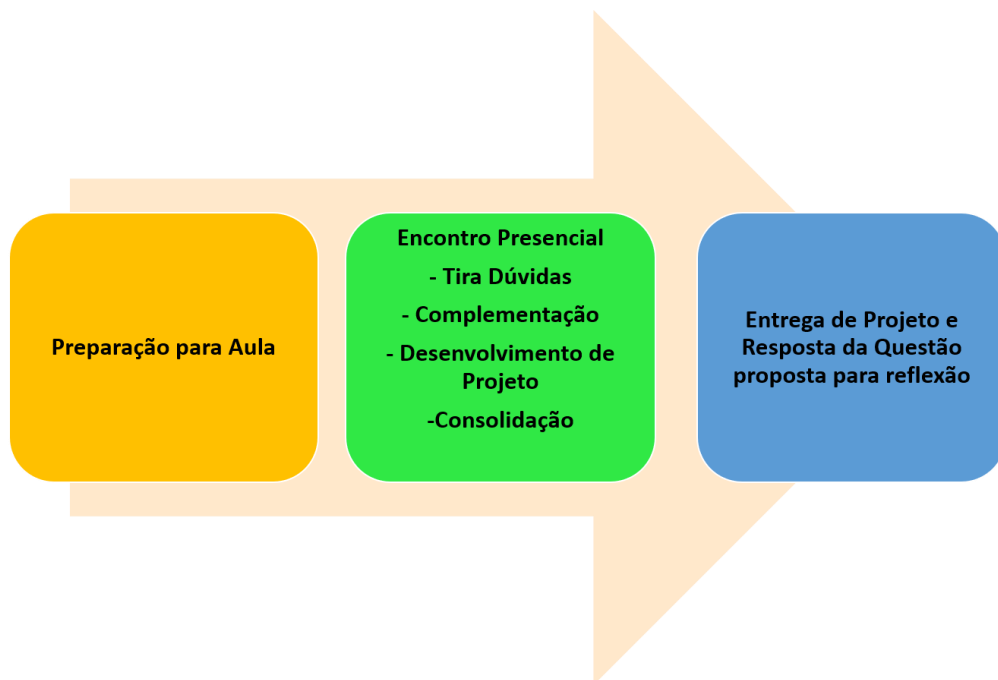 Preparação para Aula
Encontro Presencial
- Tira Dúvidas
- Complementação
- Desenvolvimento de
Projeto
-Consolidação
Entrega de Projeto e
Resposta da Questão
proposta para reflexão